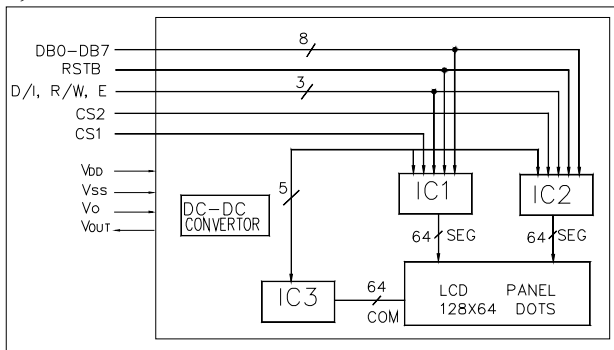 DB0-DB7
8
RSTB
D/I, R/W, E
3
CS2
CS1
VDD
VSS
VO
VOUT
DC-DC
CONVERTOR
5
IC1
IC2
64 SEG
64 SEG
IC3
64
COM
LCD PANEL
128X64 DOTS